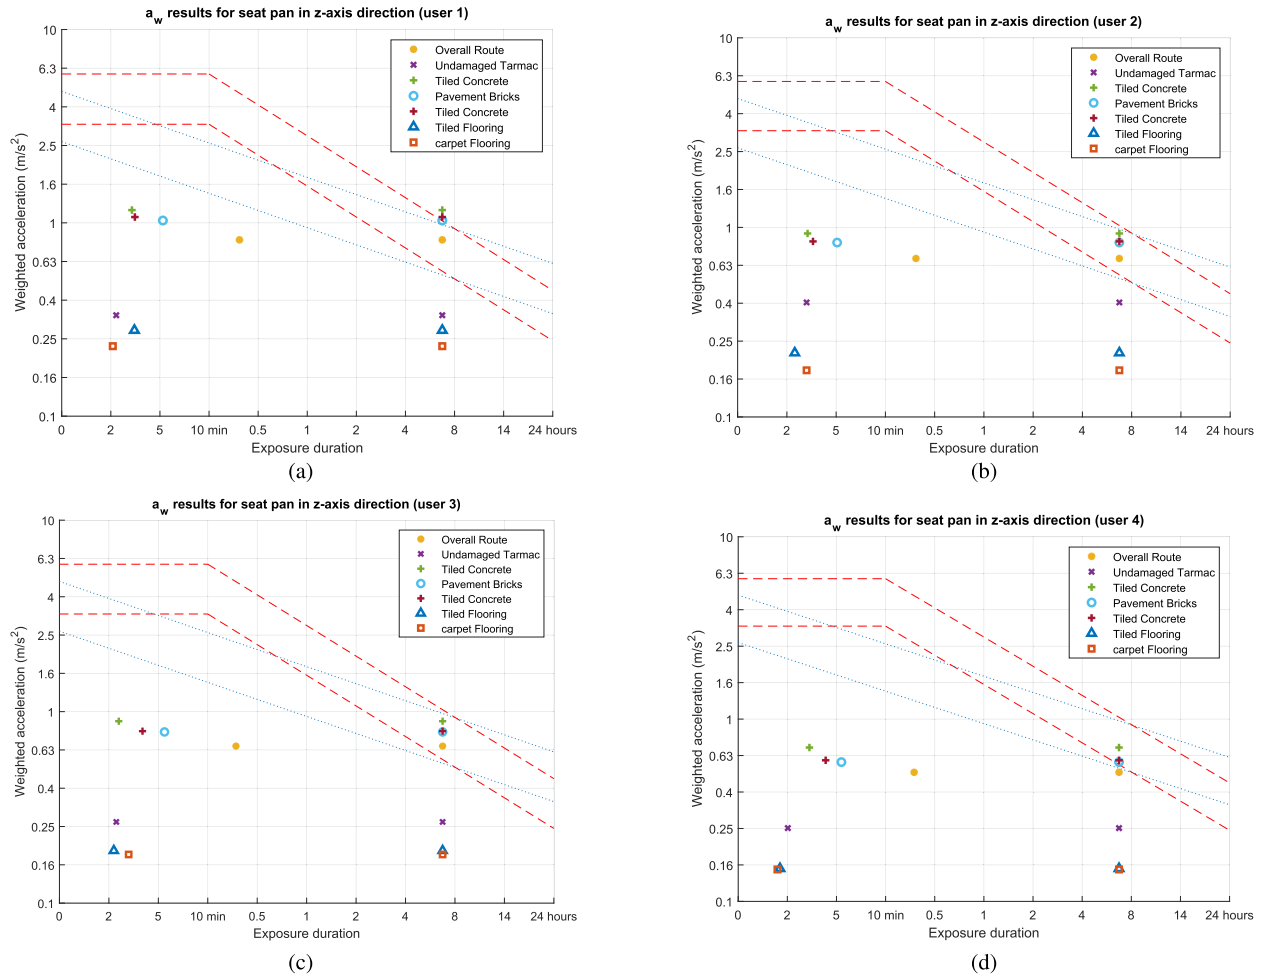 a_w results for seat pan in z-axis direction (user 1)
10
6.3
4
2.5
1.6
1
0.63
0.4
0.25
0.16
0.1
Weighted acceleration (m/s²)
Overall Route
Undamaged Tarmac
Tiled Concrete
Pavement Bricks
Tiled Concrete
Tiled Flooring
carpet Flooring
0 2 5 10 min 0.5 1 2 4 8 14 24 hours
Exposure duration
(a)
a_w results for seat pan in z-axis direction (user 2)
10
6.3
4
2.5
1.6
1
0.63
0.4
0.25
0.16
0.1
Weighted acceleration (m/s²)
Overall Route
Undamaged Tarmac
Tiled Concrete
Pavement Bricks
Tiled Concrete
Tiled Flooring
carpet Flooring
0 2 5 10 min 0.5 1 2 4 8 14 24 hours
Exposure duration
(b)
a_w results for seat pan in z-axis direction (user 3)
10
6.3
4
2.5
1.6
1
0.63
0.4
0.25
0.16
0.1
Weighted acceleration (m/s²)
Overall Route
Undamaged Tarmac
Tiled Concrete
Pavement Bricks
Tiled Concrete
Tiled Flooring
carpet Flooring
0 2 5 10 min 0.5 1 2 4 8 14 24 hours
Exposure duration
(c)
a_w results for seat pan in z-axis direction (user 4)
10
6.3
4
2.5
1.6
1
0.63
0.4
0.25
0.16
0.1
Weighted acceleration (m/s²)
Overall Route
Undamaged Tarmac
Tiled Concrete
Pavement Bricks
Tiled Concrete
Tiled Flooring
carpet Flooring
0 2 5 10 min 0.5 1 2 4 8 14 24 hours
Exposure duration
(d)